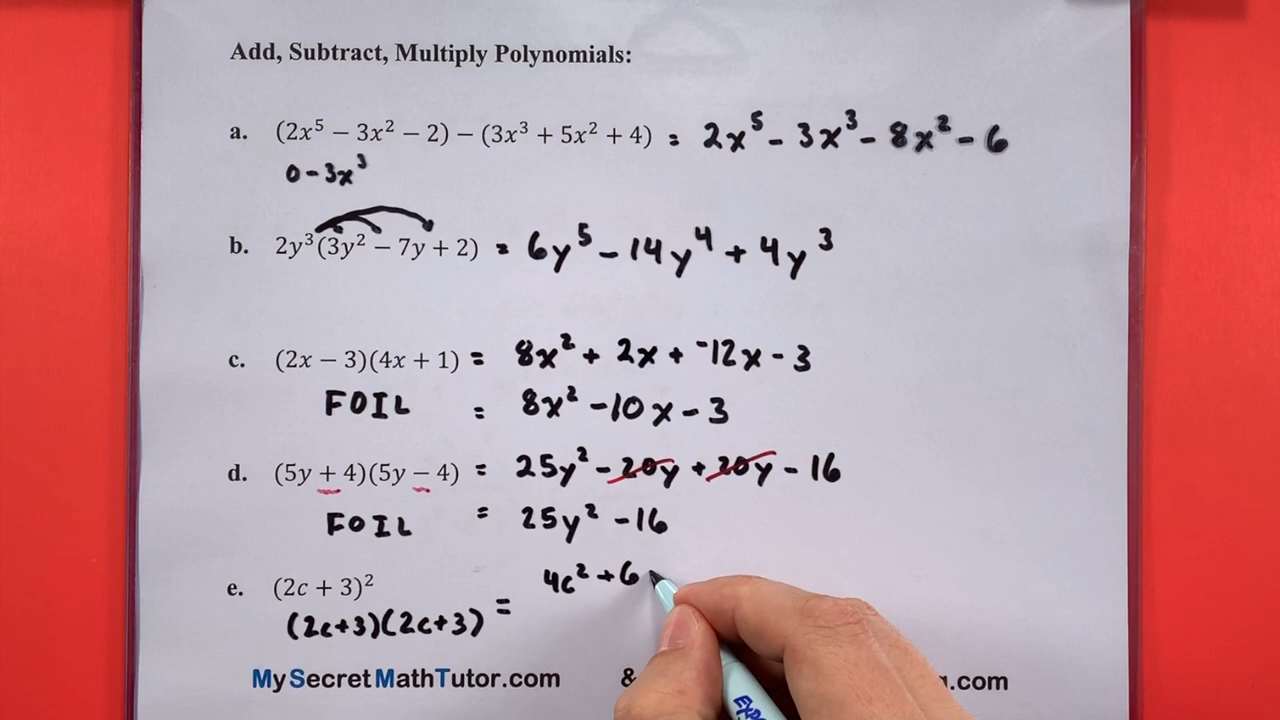 Add, Subtract, Multiply Polynomials:
a. (2x⁵ − 3x² − 2) − (3x³ + 5x² + 4) = 2x⁵ - 3x³ - 8x² - 6
0 - 3x³
b. 2y³(3y² − 7y + 2) = 6y⁵ - 14y⁴ + 4y³
c. (2x − 3)(4x + 1) = 8x² + 2x + -12x - 3
FOIL = 8x² - 10x - 3
d. (5y + 4)(5y − 4) = 25y² - 20y + 20y - 16
FOIL = 25y² - 16
e. (2c + 3)² 4c² + 6
(2c+3)(2c+3) =
MySecretMathTutor.com & .com